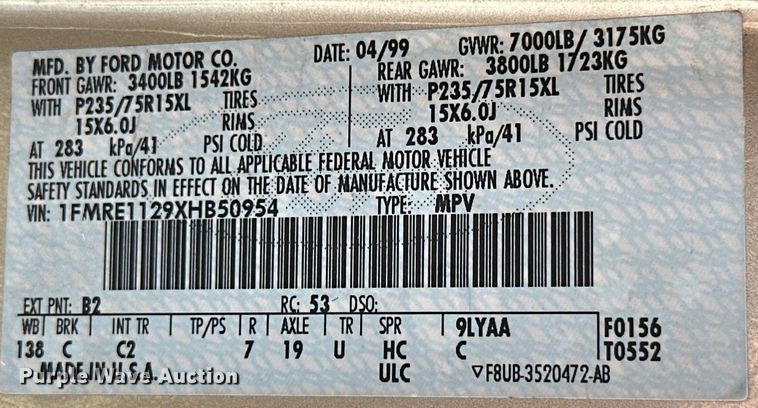 MFD. BY FORD MOTOR CO. DATE: 04/99 GVWR: 7000LB/ 3175KG
FRONT GAWR: 3400LB 1542KG REAR GAWR: 3800LB 1723KG
WITH P235/75R15XL TIRES WITH P235/75R15XL TIRES
15X6.0J RIMS 15X6.0J RIMS
AT 283 kPa/41 PSI COLD AT 283 kPa/41 PSI COLD
THIS VEHICLE CONFORMS TO ALL APPLICABLE FEDERAL MOTOR VEHICLE
SAFETY STANDARDS IN EFFECT ON THE DATE OF MANUFACTURE SHOWN ABOVE.
VIN: 1FMRE1129XHB50954 TYPE: MPV
EXT PNT: B2 RC: 53 DSO:
WB BRK INT TR TP/PS R AXLE TR SPR 9LYAA F0156
138 C C2 7 19 U HC C T0552
MADE IN U.S.A. ULC ▽F8UB-3520472-AB
Purple Wave Auction